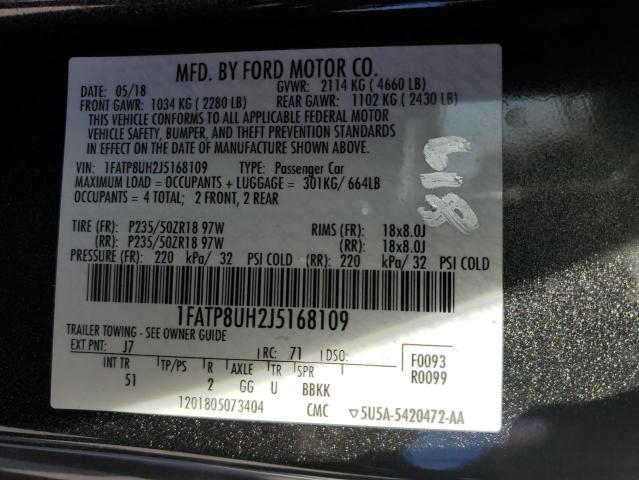 MFD. BY FORD MOTOR CO.
DATE: 05/18 GVWR: 2114 KG ( 4660 LB)
FRONT GAWR: 1034 KG ( 2280 LB) REAR GAWR: 1102 KG ( 2430 LB)
THIS VEHICLE CONFORMS TO ALL APPLICABLE FEDERAL MOTOR
VEHICLE SAFETY, BUMPER, AND THEFT PREVENTION STANDARDS
IN EFFECT ON THE DATE OF MANUFACTURE SHOWN ABOVE.
VIN: 1FATP8UH2J5168109 TYPE: Passenger Car
MAXIMUM LOAD = OCCUPANTS + LUGGAGE = 301KG/ 664LB
OCCUPANTS = 4 TOTAL; 2 FRONT, 2 REAR
TIRE (FR): P235/50ZR18 97W RIMS (FR): 18x8.0J
(RR): P235/50ZR18 97W (RR): 18x8.0J
PRESSURE (FR): 220 kPa/ 32 PSI COLD (RR): 220 kPa/ 32 PSI COLD
1FATP8UH2J5168109
TRAILER TOWING - SEE OWNER GUIDE
EXT PNT: J7 RC: 71 DSO: F0093
INT TR TP/PS R AXLE TR SPR R0099
51 2 GG U BBKK
1201805073404 CMC 5U5A-5420472-AA